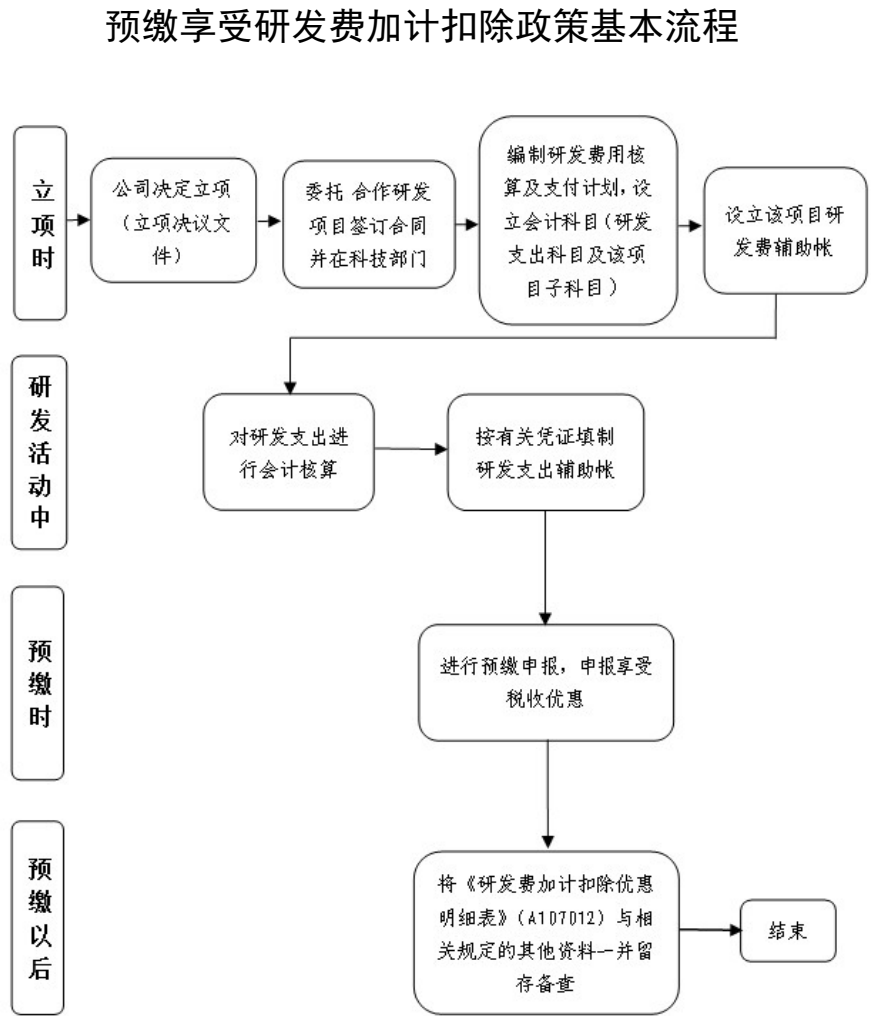 预缴享受研发费加计扣除政策基本流程
立
项
时
公司决定立项
（立项决议文
件）
委托 合作研发
项目签订合同
并在科技部门
编制研发费用核
算及支付计划，设
立会计科目（研发
支出科目及该项
目子科目）
设立该项目研
发费辅助帐
研
发
活
动
中
对研发支出进
行会计核算
按有关凭证填制
研发支出辅助帐
预
缴
时
进行预缴申报，申报享受
税收优惠
预
缴
以
后
将《研发费加计扣除优惠
明细表》（A107012）与相
关规定的其他资料一并留
存备查
结束